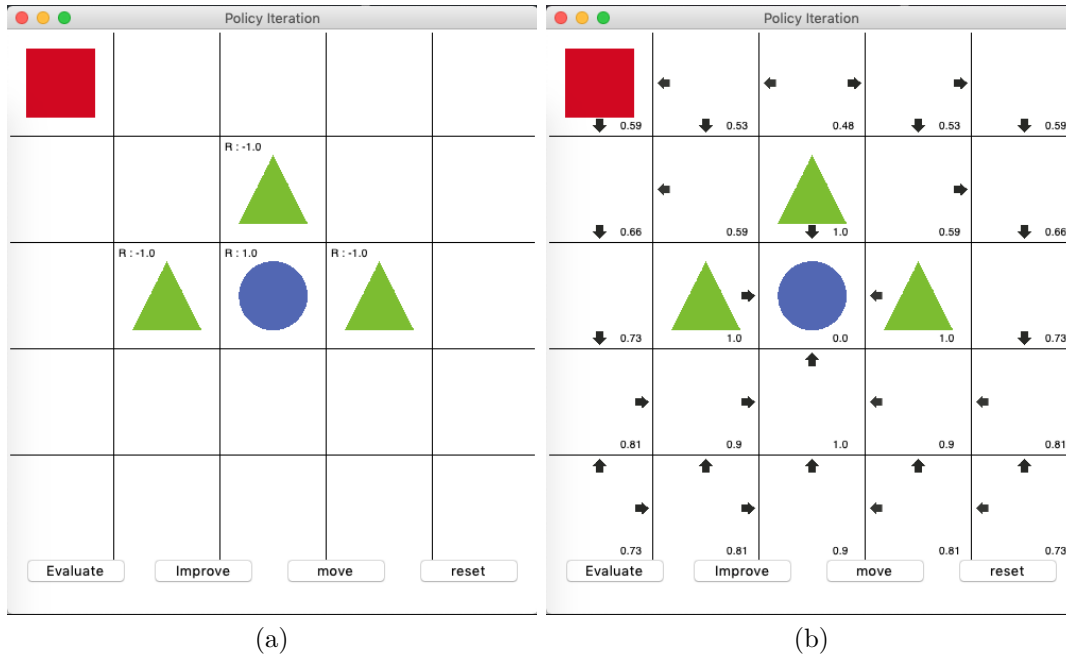 Policy Iteration
R : -1.0
R : -1.0
R : 1.0
R : -1.0
Evaluate
Improve
move
reset
(a)
Policy Iteration
0.59
0.53
0.48
0.53
0.59
0.66
0.59
1.0
0.59
0.66
0.73
1.0
0.0
1.0
0.73
0.81
0.9
1.0
0.9
0.81
0.73
0.81
0.9
0.81
0.73
Evaluate
Improve
move
reset
(b)